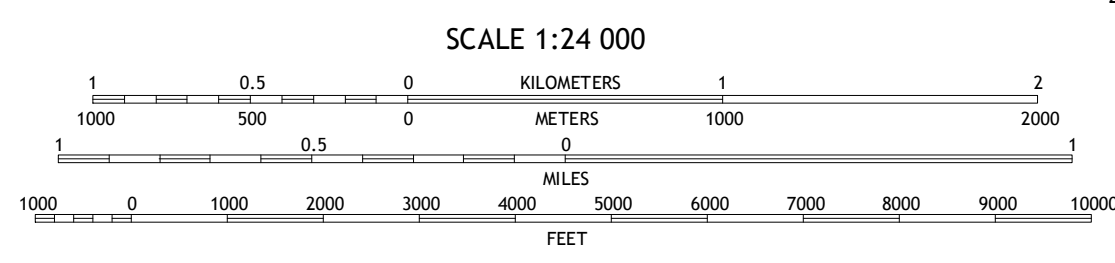 SCALE 1:24 000
1 0.5 0 KILOMETERS 1 2
1000 500 0 METERS 1000 2000
1 0.5 0 1
MILES
1000 0 1000 2000 3000 4000 5000 6000 7000 8000 9000 10000
FEET